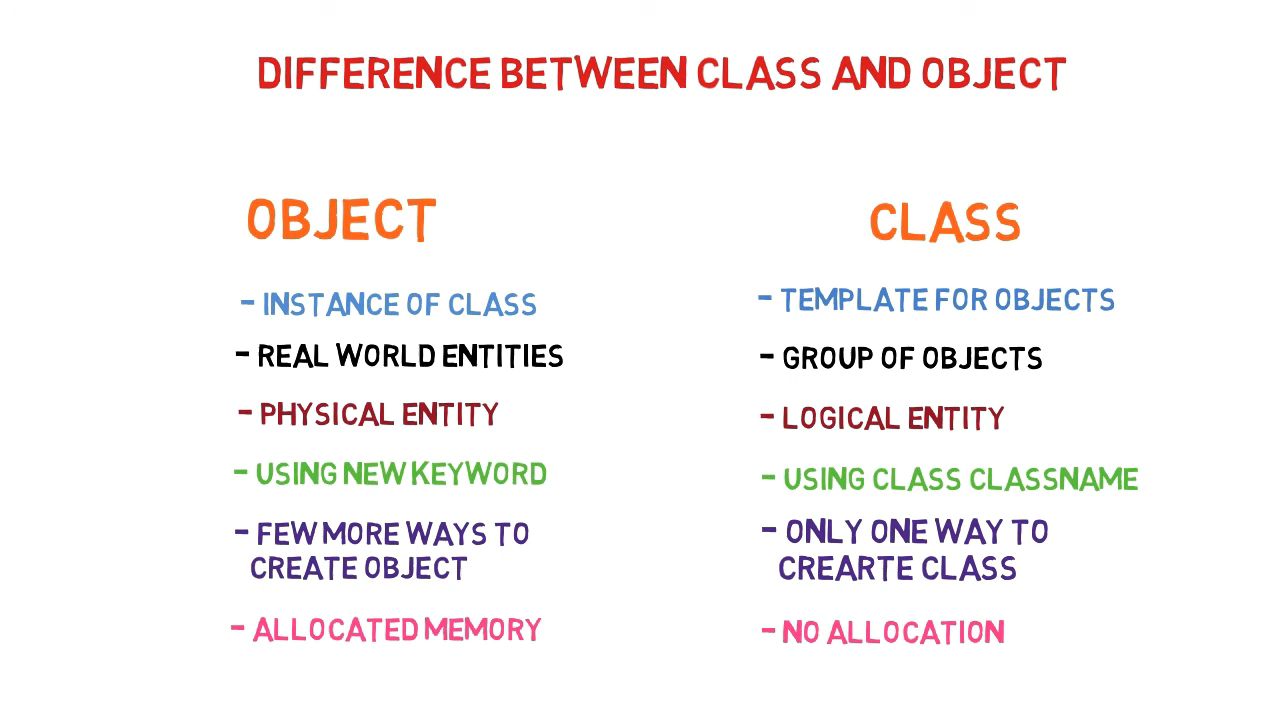 DIFFERENCE BETWEEN CLASS AND OBJECT
OBJECT
- INSTANCE OF CLASS
- REAL WORLD ENTITIES
- PHYSICAL ENTITY
- USING NEW KEYWORD
- FEW MORE WAYS TO
CREATE OBJECT
- ALLOCATED MEMORY
CLASS
- TEMPLATE FOR OBJECTS
- GROUP OF OBJECTS
- LOGICAL ENTITY
- USING CLASS CLASSNAME
- ONLY ONE WAY TO
CREARTE CLASS
- NO ALLOCATION